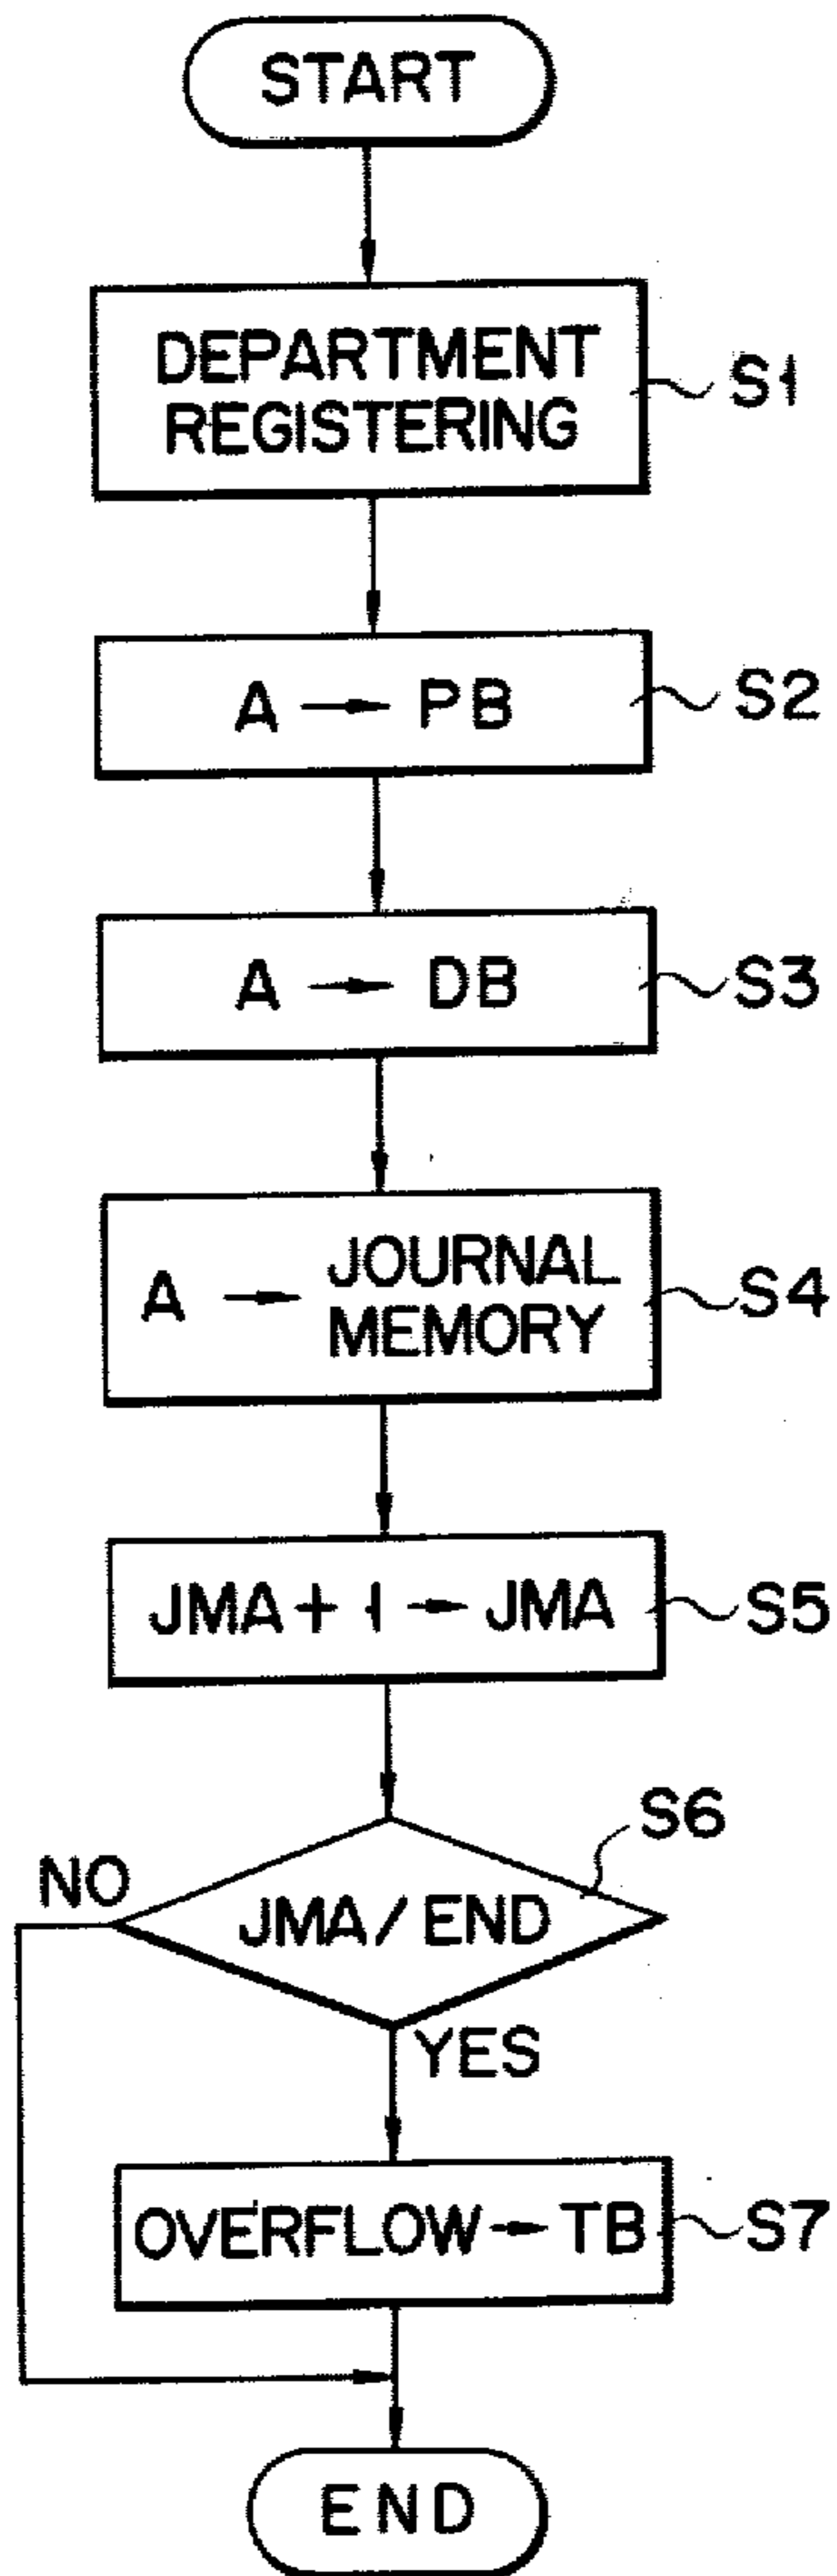 START
DEPARTMENT
REGISTERING
S1
A → PB
S2
A → DB
S3
A → JOURNAL
MEMORY
S4
JMA + 1 → JMA
S5
S6
NO
JMA / END
YES
OVERFLOW → TB
S7
END